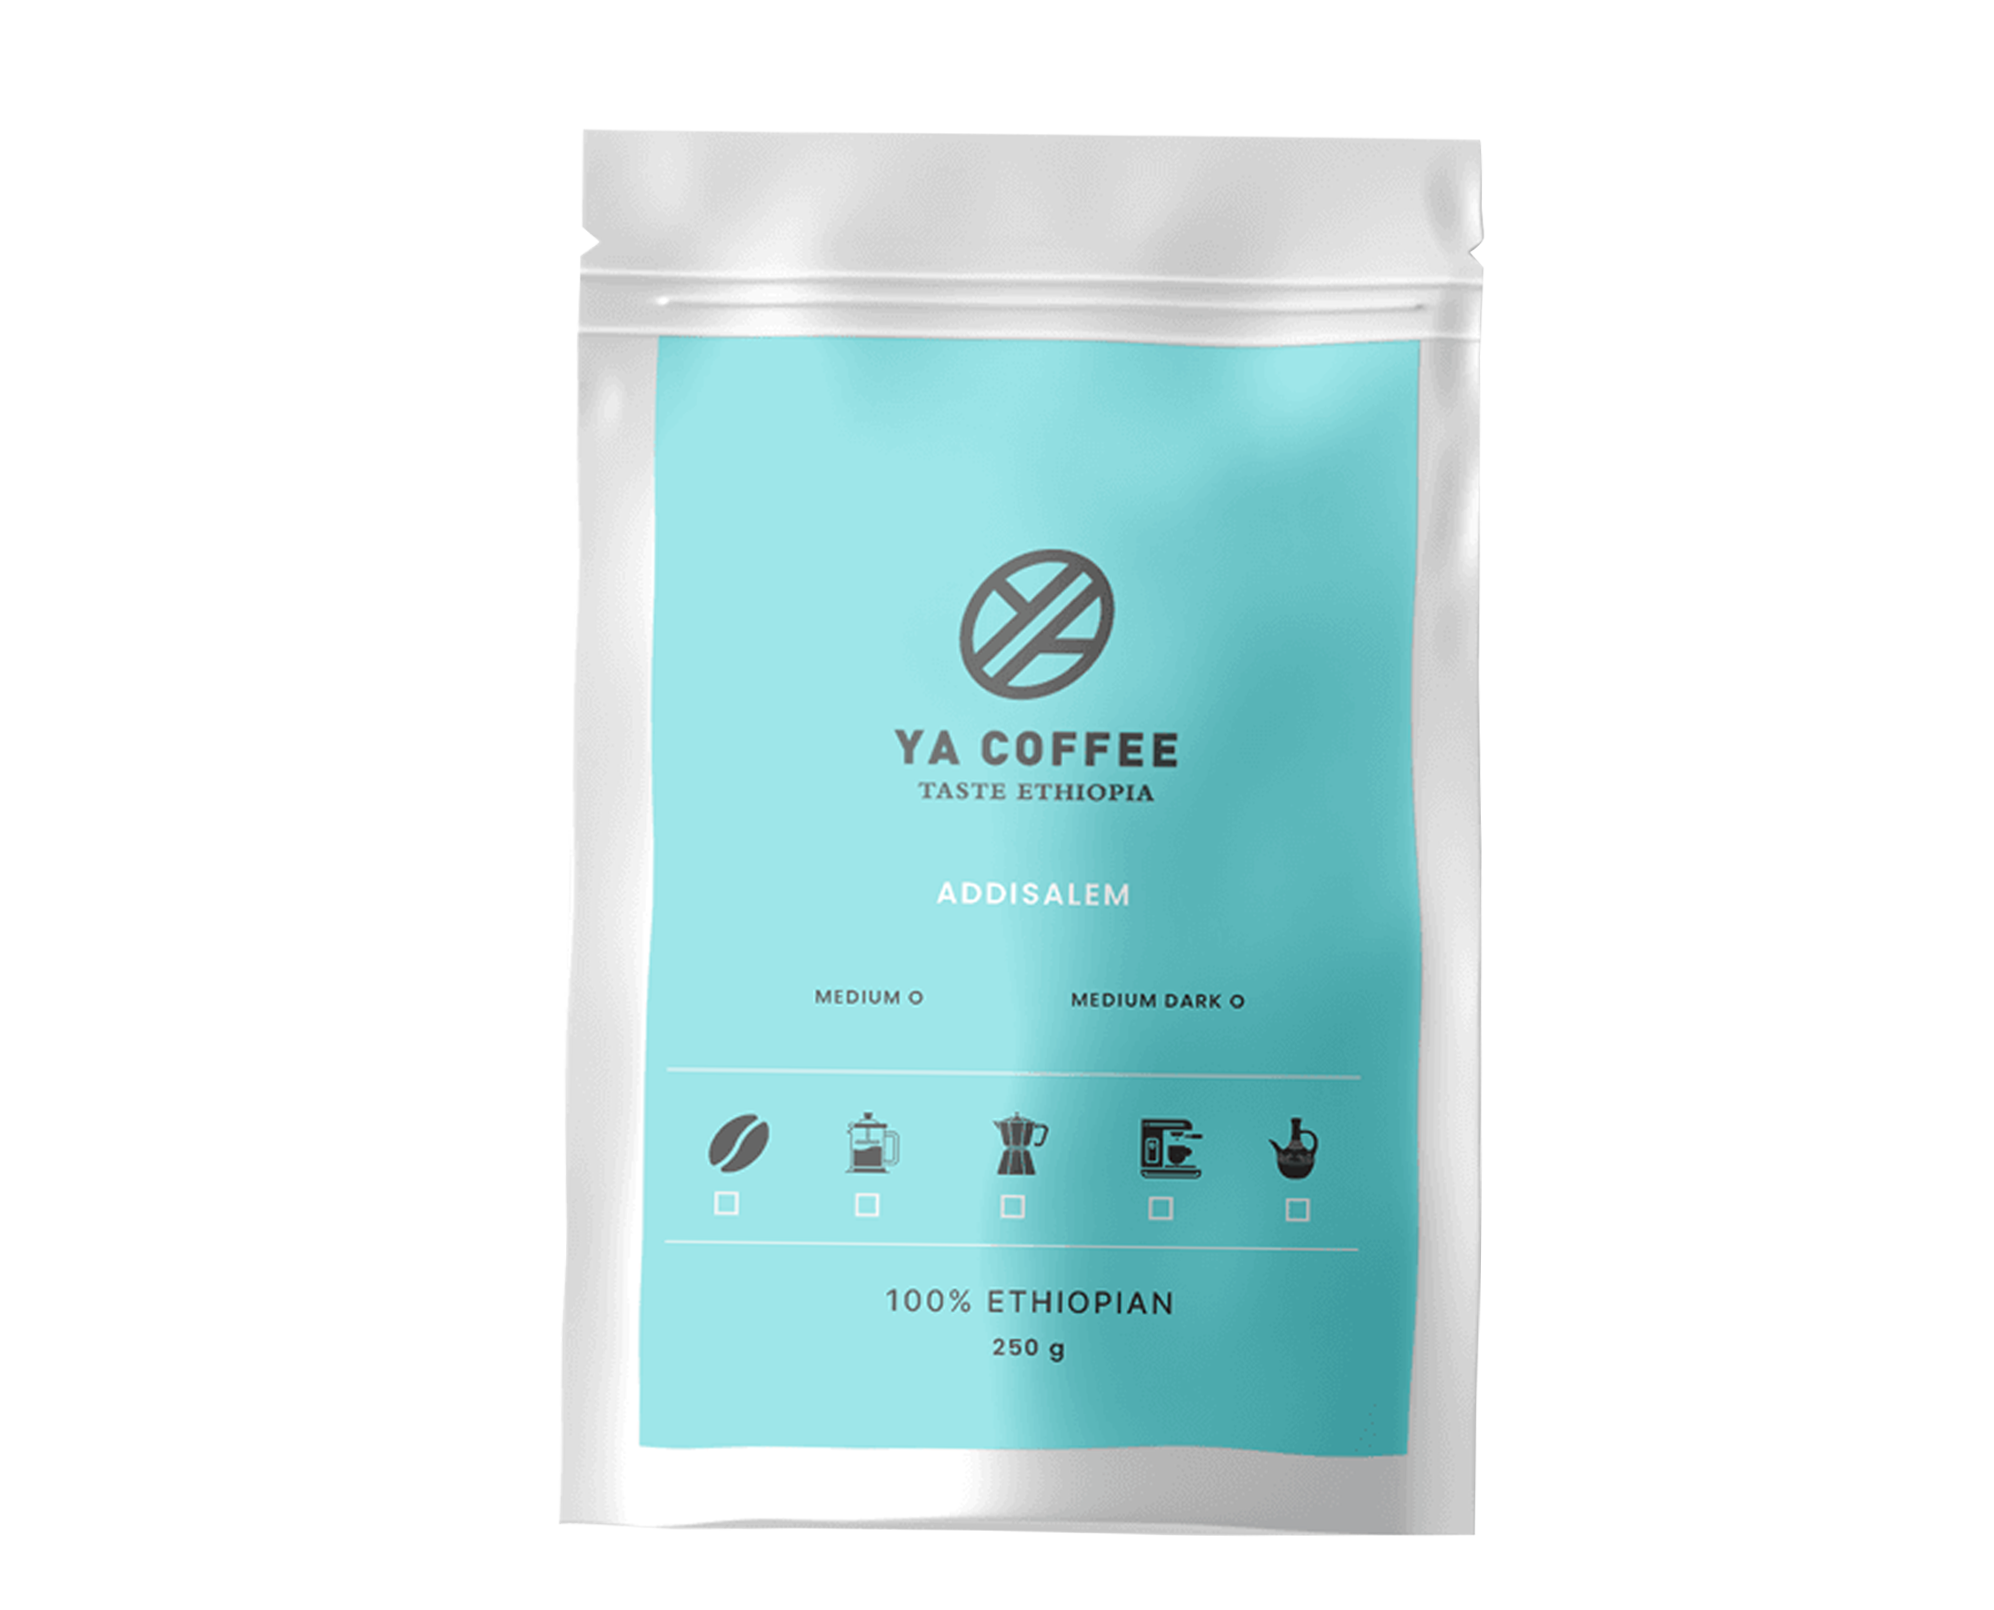 YA COFFEE
TASTE ETHIOPIA
ADDISALEM
MEDIUM O MEDIUM DARK O
100% ETHIOPIAN
250 g